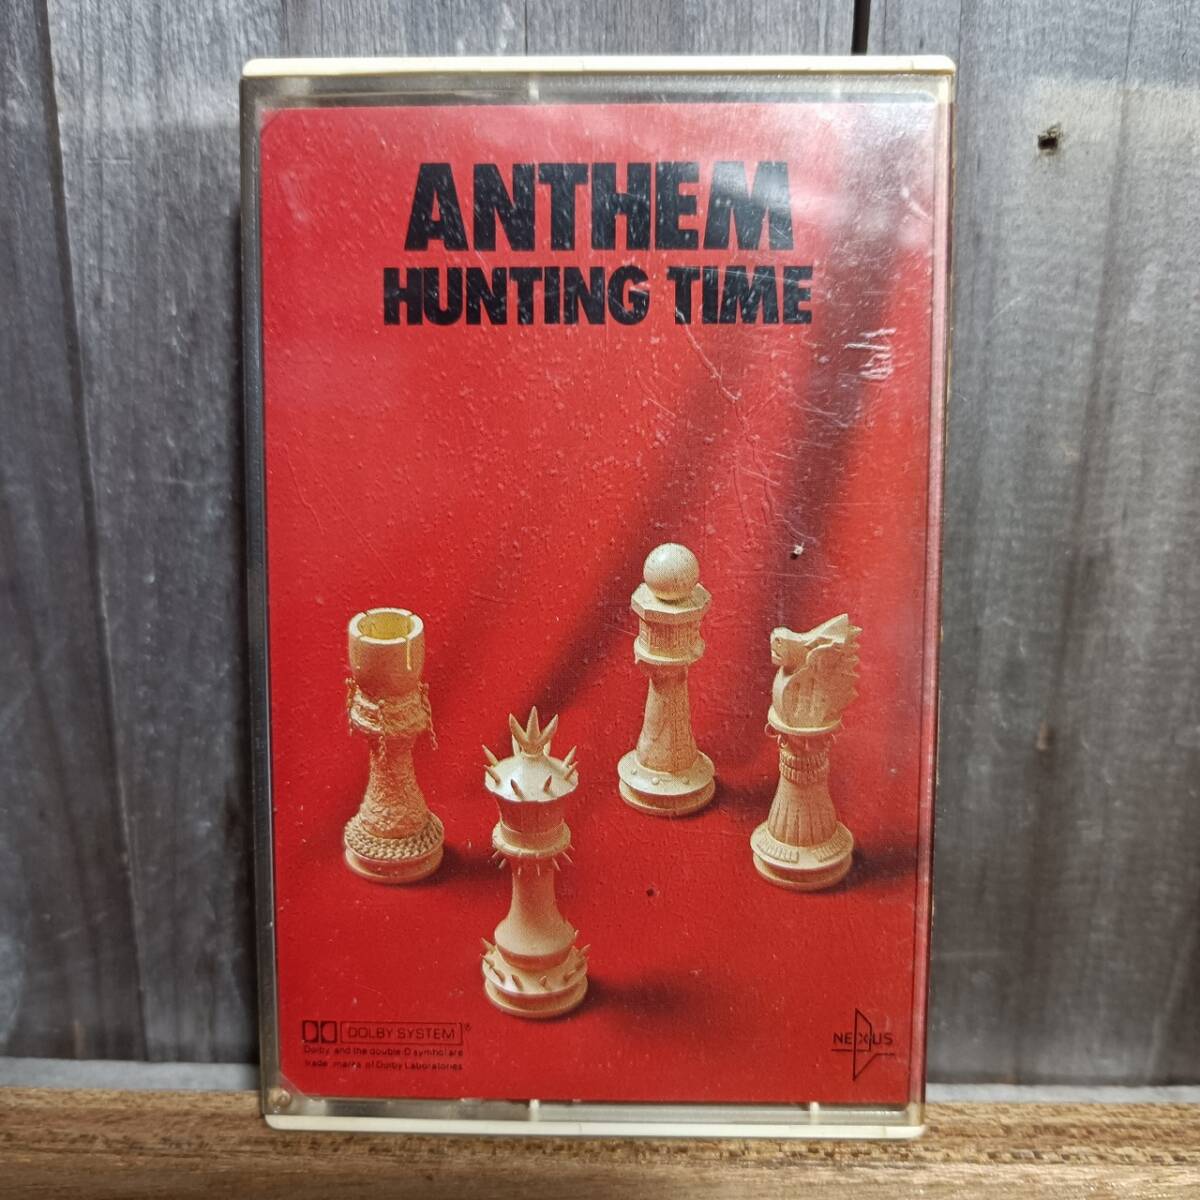 ANTHEM
HUNTING TIME
DOLBY SYSTEM®
Dolby and the double D symbol are
trade marks of Dolby Laboratories
NEXUS